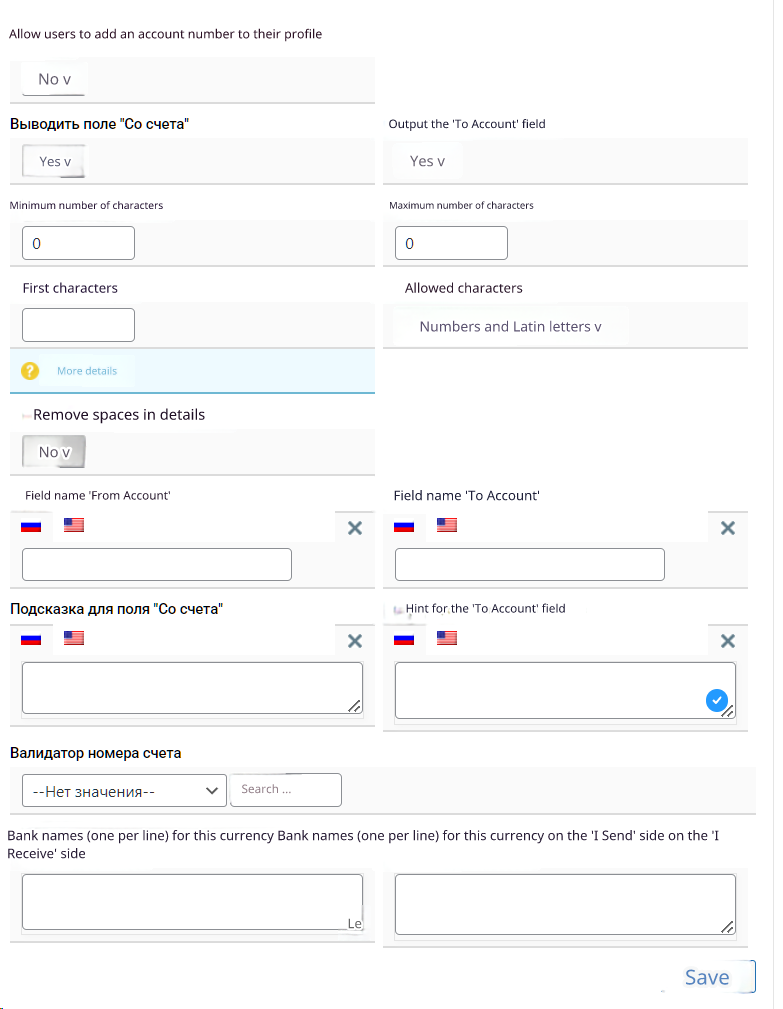 Allow users to add an account number to their profile
No v
Выводить поле "Со счета"
Output the 'To Account' field
Yes v
Yes v
Minimum number of characters
Maximum number of characters
0
0
First characters
Allowed characters
Numbers and Latin letters v
? More details
Remove spaces in details
No v
Field name 'From Account'
Field name 'To Account'
Подсказка для поля "Со счета"
Hint for the 'To Account' field
Валидатор номера счета
--Нет значения--
Search ...
Bank names (one per line) for this currency Bank names (one per line) for this currency on the 'I Send' side on the 'I
Receive' side
Le
Save